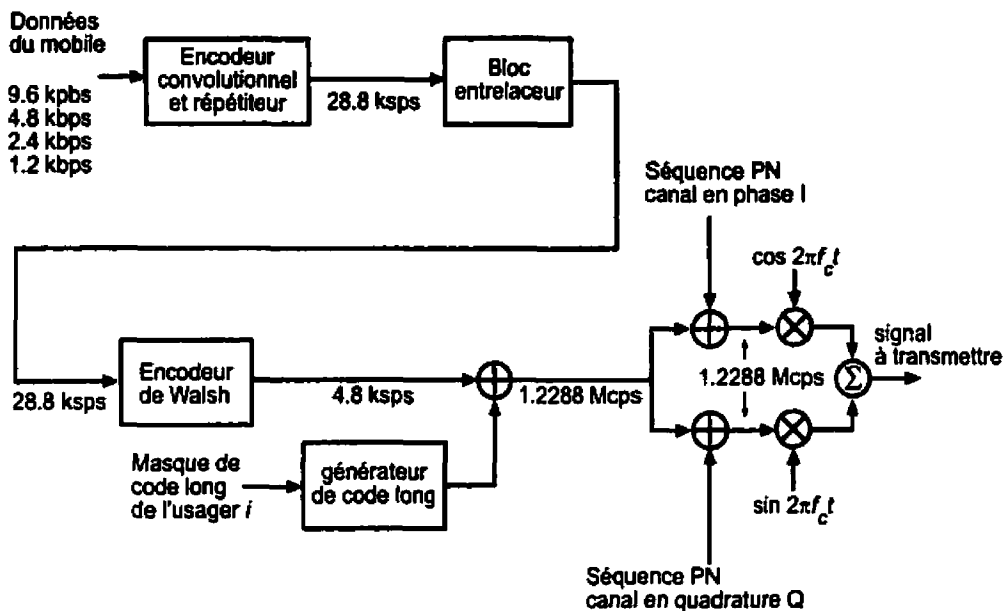 Données
du mobile
9.6 kpbs
4.8 kbps
2.4 kbps
1.2 kbps
Encodeur
convolutionnel
et répétiteur
28.8 ksps
Bloc
entrelaceur
Séquence PN
canal en phase I
cos 2πf_c t
28.8 ksps
Encodeur
de Walsh
4.8 ksps
1.2288 Mcps
1.2288 Mcps
Σ
signal
à transmettre
Masque de
code long
de l'usager i
générateur
de code long
sin 2πf_c t
Séquence PN
canal en quadrature Q